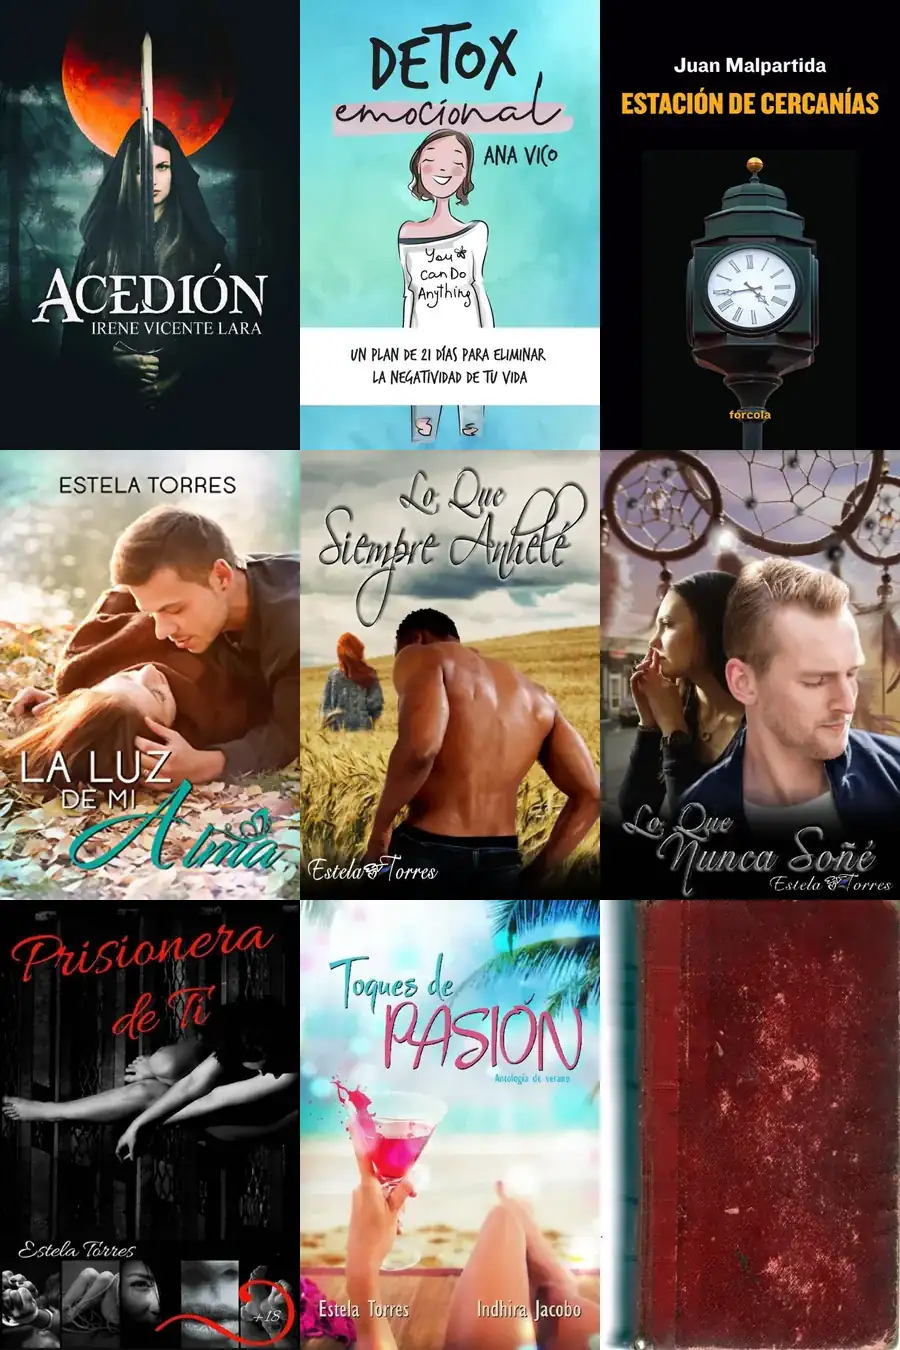 ACEDIÓN
IRENE VICENTE LARA
DETOX
emocional
ANA VICO
You
Can Do
Anything
UN PLAN DE 21 DÍAS PARA ELIMINAR
LA NEGATIVIDAD DE TU VIDA
Juan Malpartida
ESTACIÓN DE CERCANÍAS
fórcola
ESTELA TORRES
LA LUZ
DE MI
Alma
Lo Que
Siempre Anhelé
Estela Torres
Lo Que
Nunca Soñé
Estela Torres
Prisionera
de Ti
Estela Torres
+18
Toques de
PASIÓN
Antología de verano
Estela Torres
Indhira Jacobo